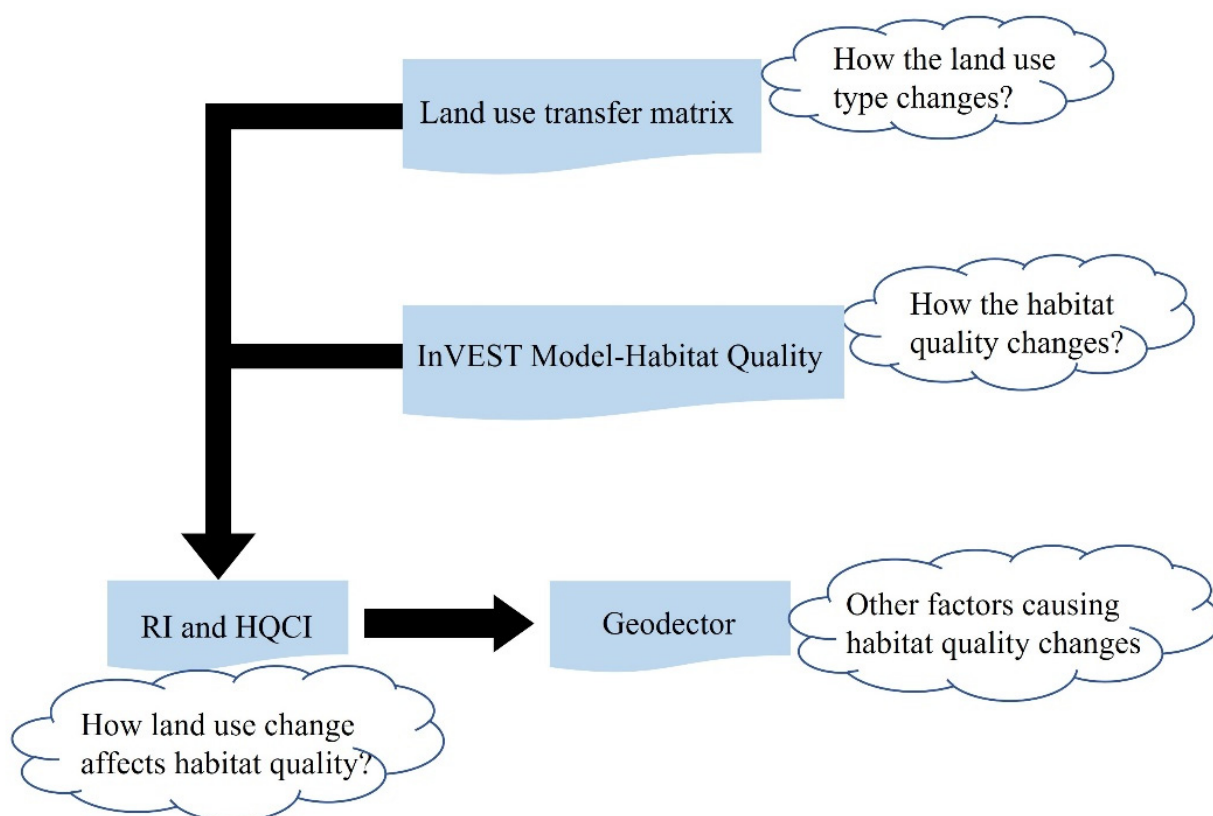 How the land use
type changes?
Land use transfer matrix
How the habitat
quality changes?
InVEST Model-Habitat Quality
RI and HQCI
Geodector
Other factors causing
habitat quality changes
How land use change
affects habitat quality?